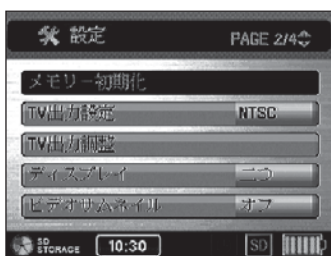 設定 PAGE 2/4
メモリー初期化
TV出力設定 NTSC
TV出力調整
ディスプレイ
ビデオサムネイル オフ
SD STORAGE 10:30 SD